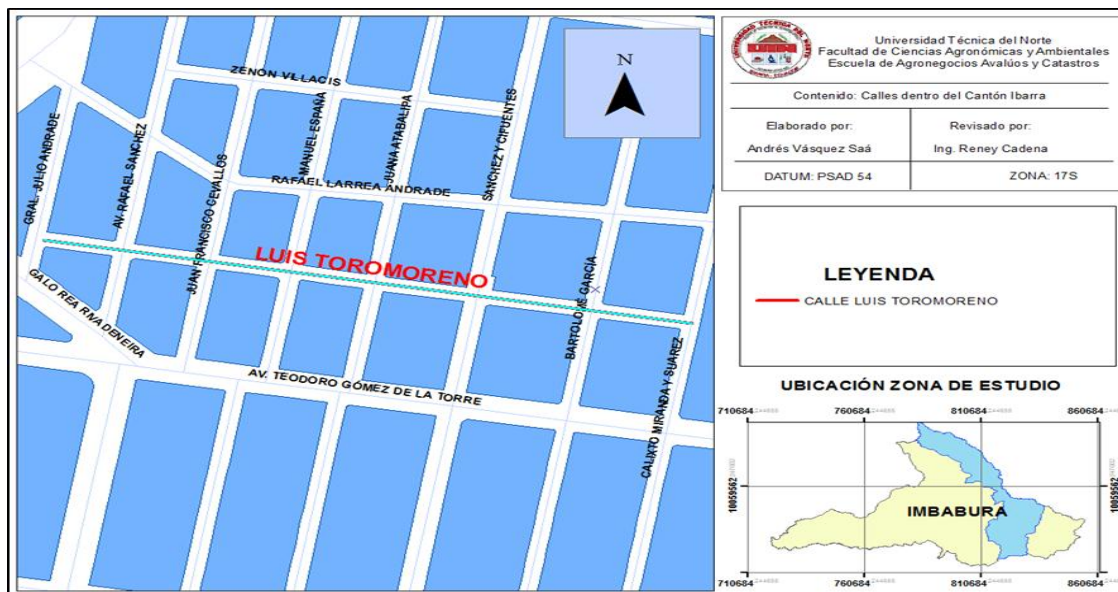 N
ZENÓN VILLACIS
MANUEL ESPAÑA
JUANA ATABALIPA
SANCHEZ Y CIFUENTES
GRAL. JULIO ANDRADE
AV. RAFAEL SANCHEZ
JUAN FRANCISCO CEVALLOS
RAFAEL LARREA ANDRADE
LUIS TOROMORENO
GALO REA RNADENEIRA
BARTOLOMÉ GARCÍA
AV. TEODORO GÓMEZ DE LA TORRE
CALIXTO MIRANDA Y SUAREZ
Universidad Técnica del Norte
Facultad de Ciencias Agronómicas y Ambientales
Escuela de Agronegocios Avalúos y Catastros
Contenido: Calles dentro del Cantón Ibarra
Elaborado por:
Andrés Vásquez Saá
Revisado por:
Ing. Reney Cadena
DATUM: PSAD 54
ZONA: 17S
LEYENDA
CALLE LUIS TOROMORENO
UBICACIÓN ZONA DE ESTUDIO
710684 760684 810684 860684
10059562 10059562
IMBABURA
710684 760684 810684 860684